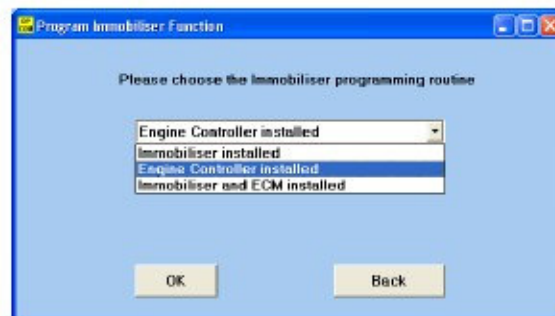 Program Immobiliser Function
Please choose the Immobiliser programming routine
Engine Controller installed
Immobiliser installed
Engine Controller installed
Immobiliser and ECM installed
OK
Back